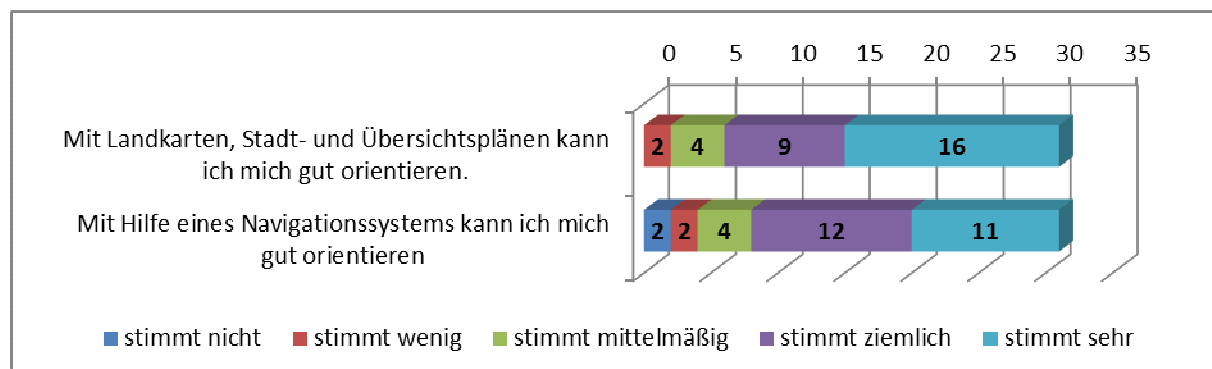 0 5 10 15 20 25 30 35
Mit Landkarten, Stadt- und Übersichtsplänen kann
ich mich gut orientieren.
2 4 9 16
Mit Hilfe eines Navigationssystems kann ich mich
gut orientieren
2 2 4 12 11
stimmt nicht stimmt wenig stimmt mittelmäßig stimmt ziemlich stimmt sehr